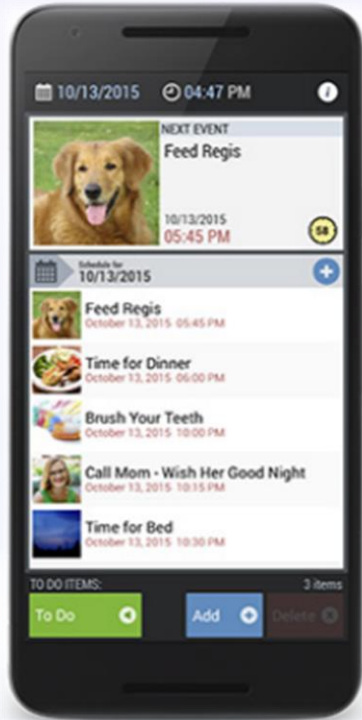 10/13/2015 04:47 PM i
NEXT EVENT
Feed Regis
10/13/2015
05:45 PM
58
Schedule for
10/13/2015
Feed Regis
October 13, 2015 05:45 PM
Time for Dinner
October 13, 2015 06:00 PM
Brush Your Teeth
October 13, 2015 10:00 PM
Call Mom - Wish Her Good Night
October 13, 2015 10:15 PM
Time for Bed
October 13, 2015 10:30 PM
TO DO ITEMS: 3 items
To Do Add Delete